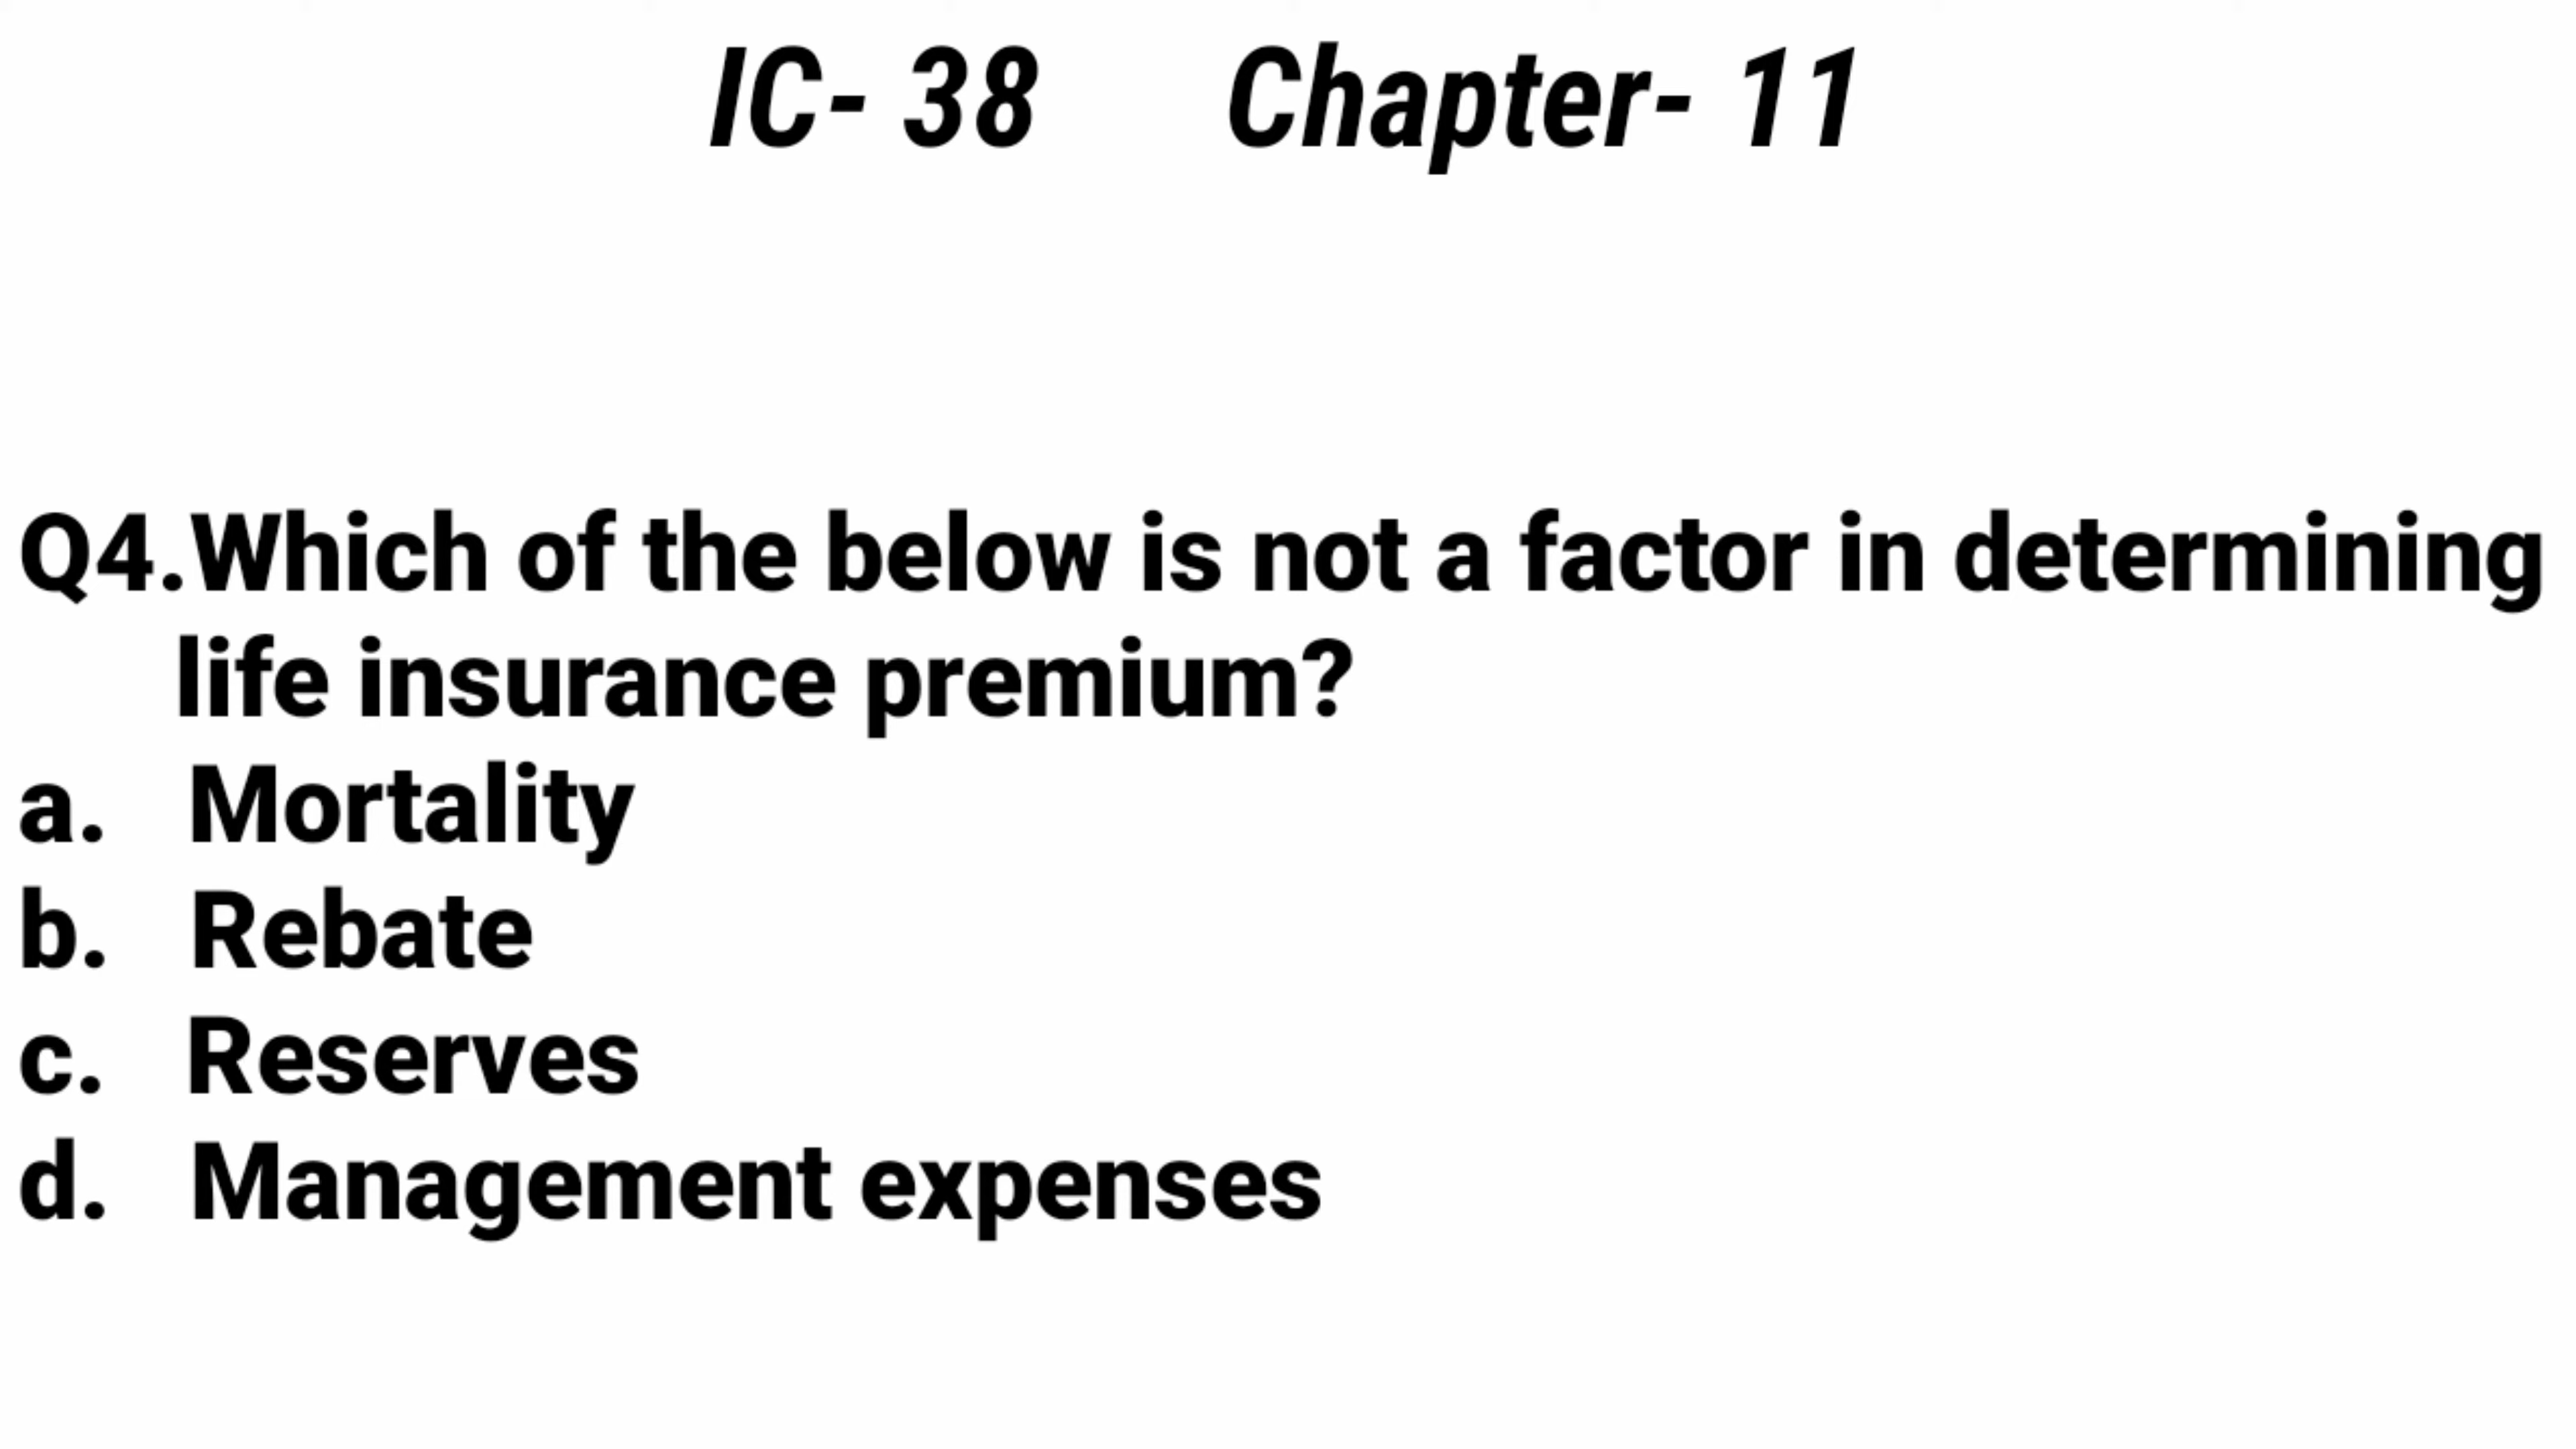 IC- 38 Chapter- 11
Q4.Which of the below is not a factor in determining
life insurance premium?
a. Mortality
b. Rebate
c. Reserves
d. Management expenses